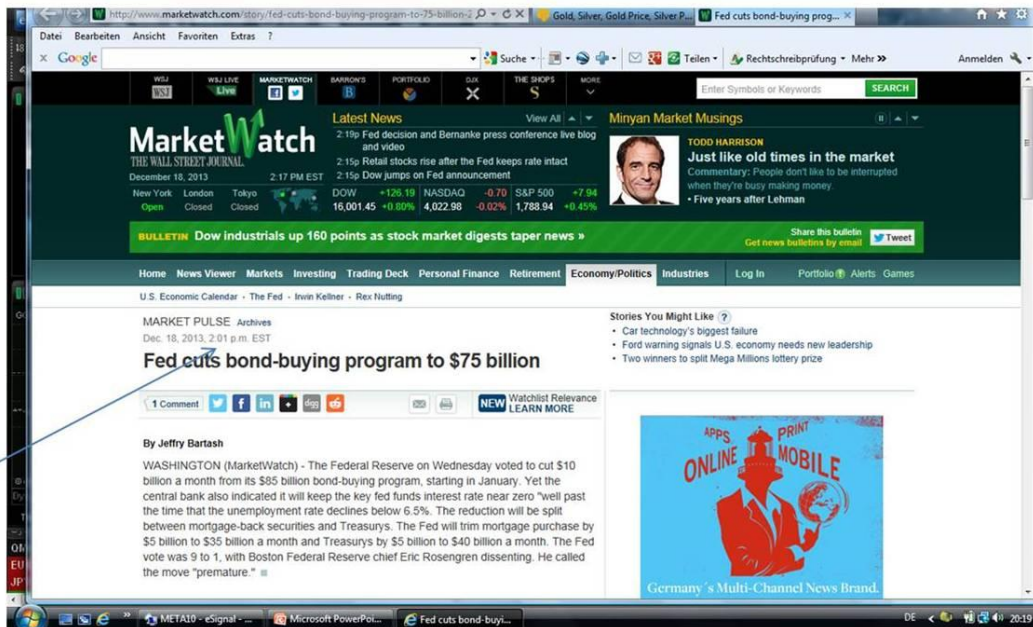 http://www.marketwatch.com/story/fed-cuts-bond-buying-program-to-75-billion-2
Gold, Silver, Gold Price, Silver P...
Fed cuts bond-buying prog...
Datei Bearbeiten Ansicht Favoriten Extras ?
x Google Suche Teilen Rechtschreibprüfung Mehr >> Anmelden
WSJ WSJ LIVE MARKETWATCH BARRON'S PORTFOLIO DJX THE SHOPS MORE
WSJ Live B S
Enter Symbols or Keywords SEARCH
MarketWatch
THE WALL STREET JOURNAL.
December 18, 2013 2:17 PM EST
New York London Tokyo
Open Closed Closed
Latest News View All
2:19p Fed decision and Bernanke press conference live blog
and video
2:15p Retail stocks rise after the Fed keeps rate intact
2:15p Dow jumps on Fed announcement
DOW +126.19 NASDAQ -0.70 S&P 500 +7.94
16,001.45 +0.80% 4,022.98 -0.02% 1,788.94 +0.45%
Minyan Market Musings
TODD HARRISON
Just like old times in the market
Commentary: People don't like to be interrupted
when they're busy making money.
• Five years after Lehman
BULLETIN Dow industrials up 160 points as stock market digests taper news »
Share this bulletin
Get news bulletins by email
Tweet
Home News Viewer Markets Investing Trading Deck Personal Finance Retirement Economy/Politics Industries Log In Portfolio Alerts Games
U.S. Economic Calendar • The Fed • Irwin Kellner • Rex Nutting
MARKET PULSE Archives
Dec. 18, 2013, 2:01 p.m. EST
Fed cuts bond-buying program to $75 billion
1 Comment f in + digg
NEW Watchlist Relevance
LEARN MORE
By Jeffry Bartash
WASHINGTON (MarketWatch) - The Federal Reserve on Wednesday voted to cut $10
billion a month from its $85 billion bond-buying program, starting in January. Yet the
central bank also indicated it will keep the key fed funds interest rate near zero "well past
the time that the unemployment rate declines below 6.5%. The reduction will be split
between mortgage-back securities and Treasurys. The Fed will trim mortgage purchase by
$5 billion to $35 billion a month and Treasurys by $5 billion to $40 billion a month. The Fed
vote was 9 to 1, with Boston Federal Reserve chief Eric Rosengren dissenting. He called
the move "premature."
Stories You Might Like ?
• Car technology's biggest failure
• Ford warning signals U.S. economy needs new leadership
• Two winners to split Mega Millions lottery prize
APPS PRINT
ONLINE MOBILE
Germany´s Multi-Channel News Brand.
META10 - eSignal - ...
Microsoft PowerPoi...
Fed cuts bond-buyi...
DE 20:19